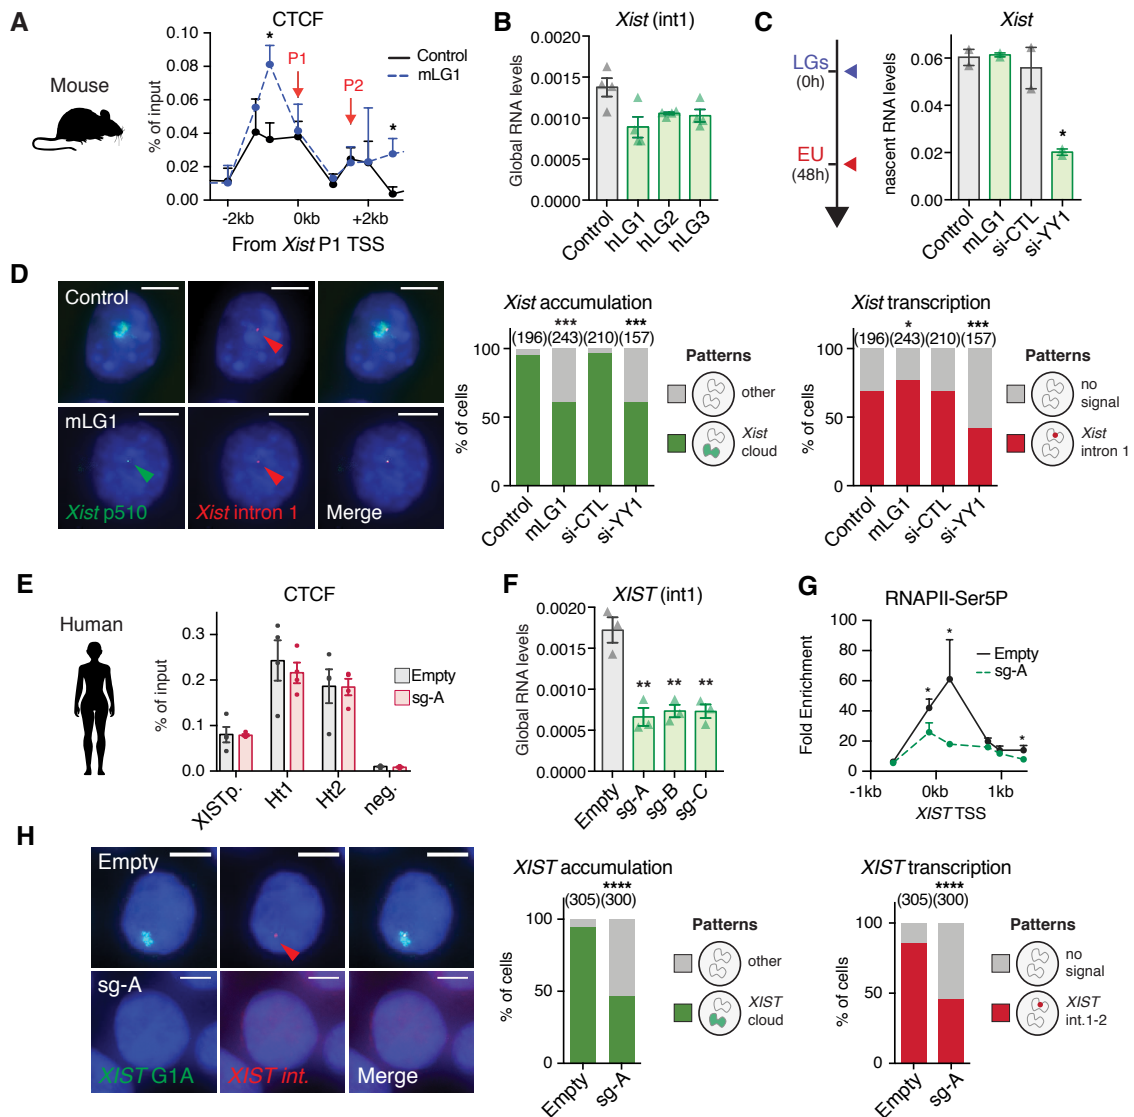 A
Mouse
CTCF
Control
mLG1
% of input
0.10
0.08
0.06
0.04
0.02
0.00
*
P1
P2
*
-2kb
0kb
+2kb
From Xist P1 TSS
B
Xist (int1)
Global RNA levels
0.0020
0.0015
0.0010
0.0005
0.0000
Control
hLG1
hLG2
hLG3
C
LGs
(0h)
EU
(48h)
Xist
nascent RNA levels
0.06
0.04
0.02
0.00
*
Control
mLG1
si-CTL
si-YY1
D
Control
mLG1
Xist p510
Xist intron 1
Merge
Xist accumulation
*** ***
(196)(243)(210)(157)
% of cells
100
50
0
Control
mLG1
si-CTL
si-YY1
Patterns
other
Xist
cloud
Xist transcription
* ***
(196)(243)(210)(157)
% of cells
100
50
0
Control
mLG1
si-CTL
si-YY1
Patterns
no
signal
Xist
intron 1
E
Human
CTCF
% of input
0.3
0.2
0.1
0.0
Empty
sg-A
XISTp.
Ht1
Ht2
neg.
F
XIST (int1)
Global RNA levels
0.0020
0.0015
0.0010
0.0005
0.0000
** ** **
Empty
sg-A
sg-B
sg-C
G
RNAPII-Ser5P
Fold Enrichment
100
80
60
40
20
0
* * *
Empty
sg-A
-1kb
0kb
1kb
XIST TSS
H
Empty
sg-A
XIST G1A
XIST int.
Merge
XIST accumulation
****
(305)(300)
% of cells
100
50
0
Empty
sg-A
Patterns
other
XIST
cloud
XIST transcription
****
(305)(300)
% of cells
100
50
0
Empty
sg-A
Patterns
no
signal
XIST
int.1-2